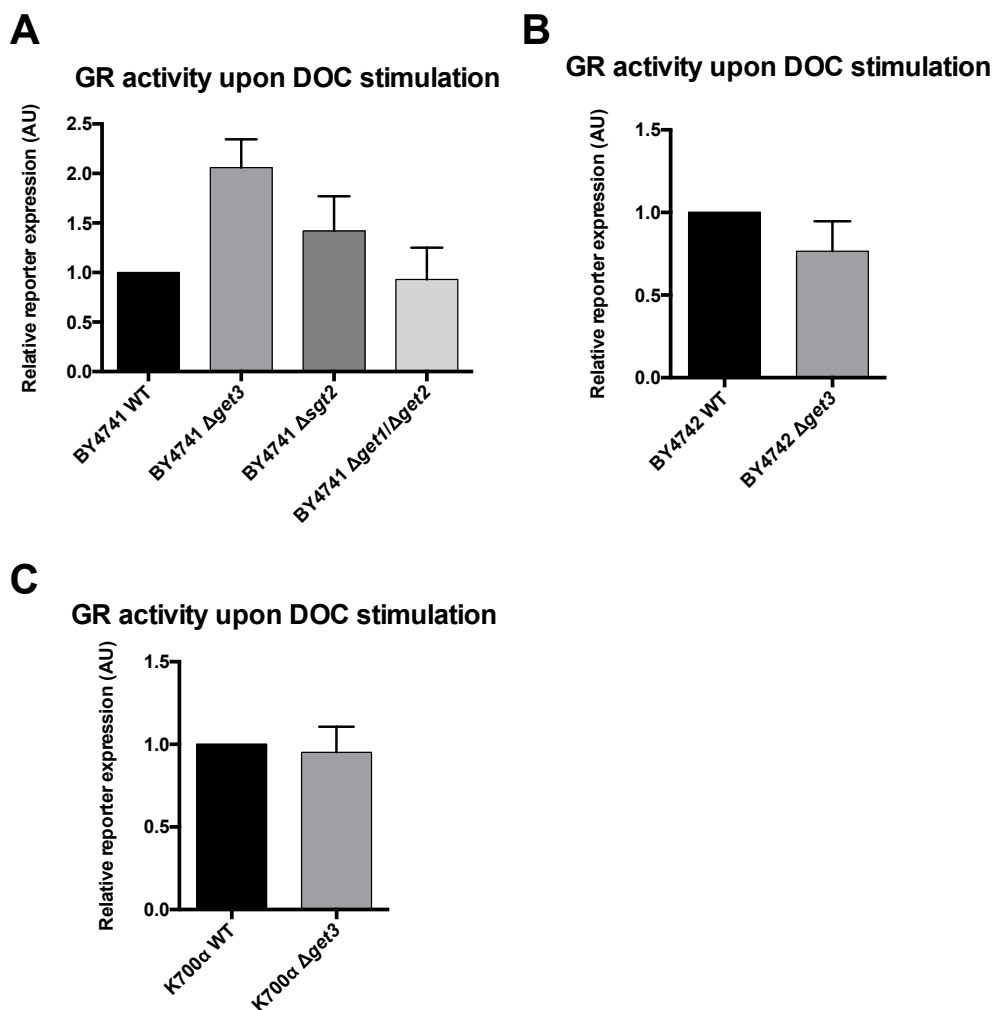 A
GR activity upon DOC stimulation
Relative reporter expression (AU)
2.5
2.0
1.5
1.0
0.5
0.0
BY4741 WT
BY4741 Δget3
BY4741 Δsgt2
BY4741 Δget1/Δget2
B
GR activity upon DOC stimulation
Relative reporter expression (AU)
1.5
1.0
0.5
0.0
BY4742 WT
BY4742 Δget3
C
GR activity upon DOC stimulation
Relative reporter expression (AU)
1.5
1.0
0.5
0.0
K700α WT
K700α Δget3